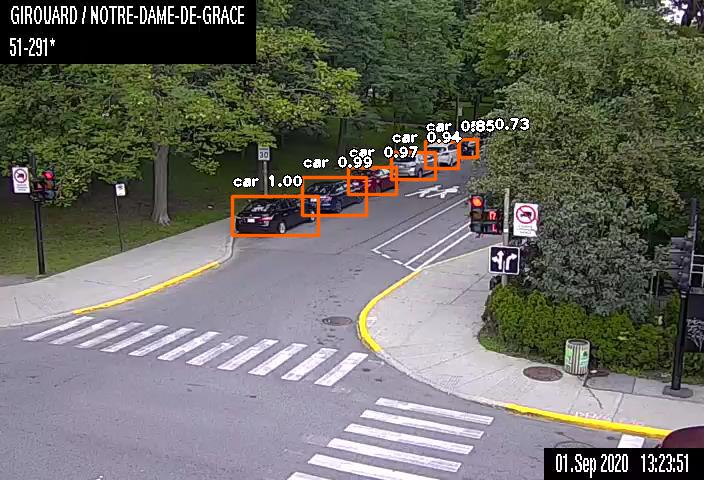 GIROUARD / NOTRE-DAME-DE-GRACE
51-291*
car 1.00
car 0.99
car 0.97
car 0.94
car 0.85
0.73
30
01.Sep 2020 13:23:51